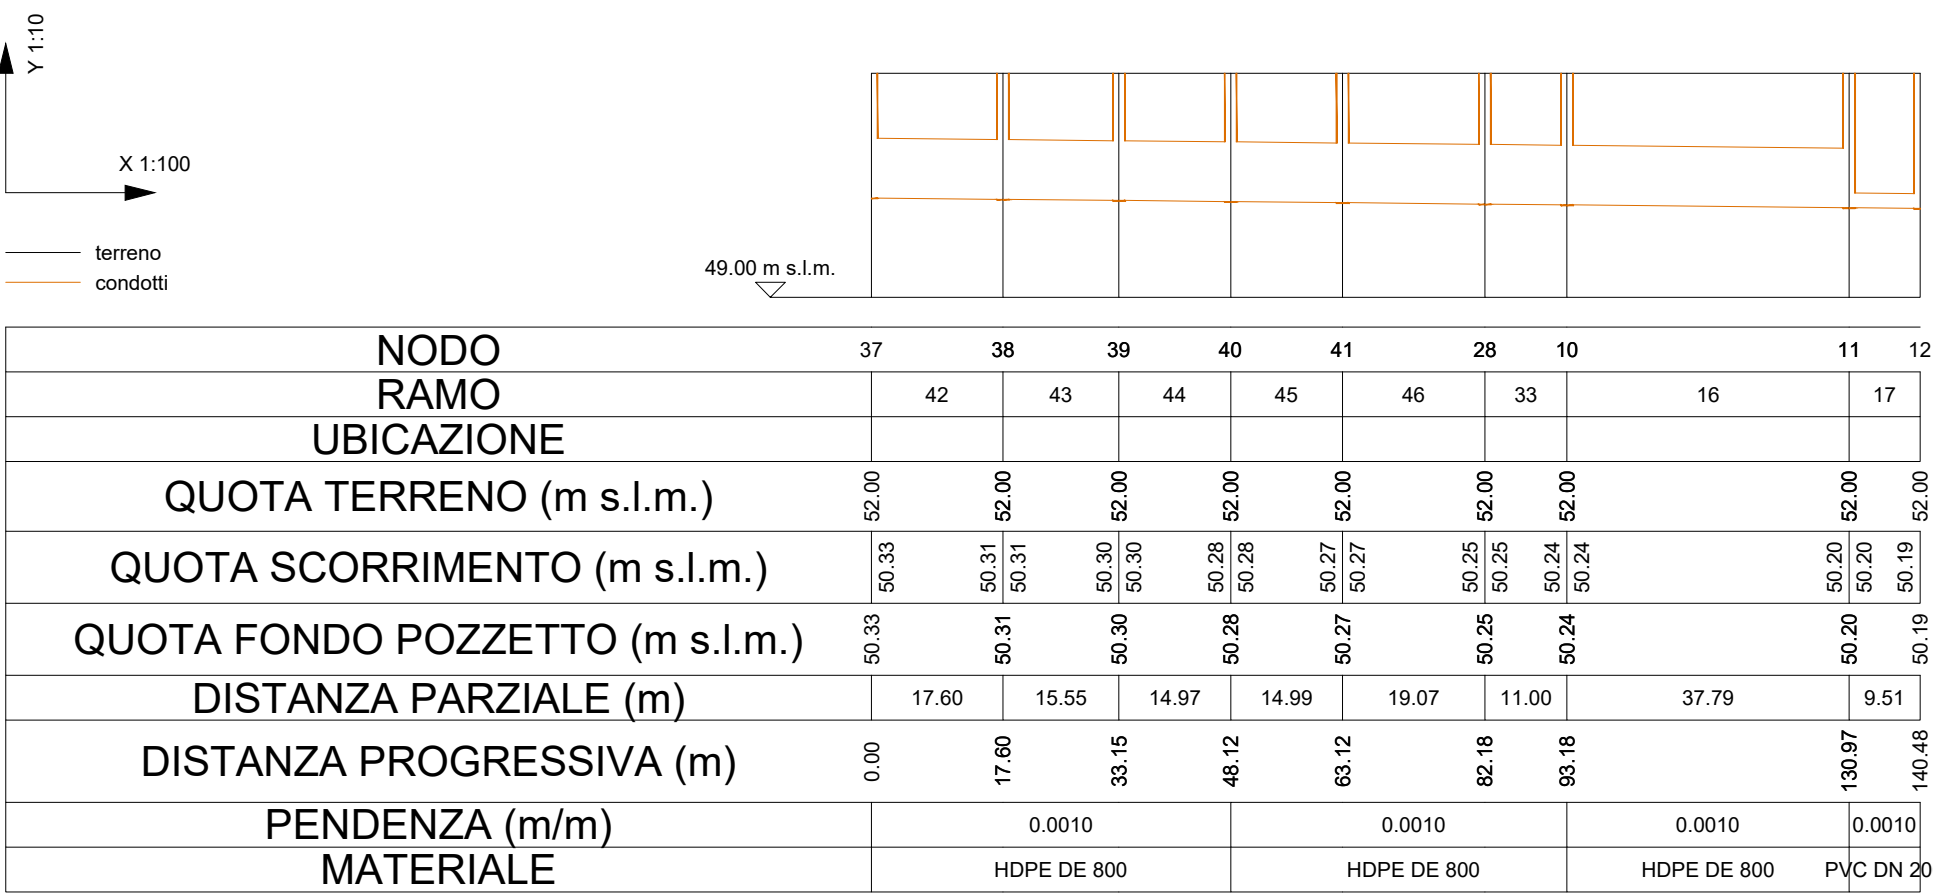 Y 1:10
X 1:100
terreno
condotti
49.00 m s.l.m.
NODO 37 38 39 40 41 28 10 11 12
RAMO 42 43 44 45 46 33 16 17
UBICAZIONE
QUOTA TERRENO (m s.l.m.) 52.00 52.00 52.00 52.00 52.00 52.00 52.00 52.00 52.00
QUOTA SCORRIMENTO (m s.l.m.) 50.33 50.31 50.31 50.30 50.30 50.28 50.28 50.27 50.27 50.25 50.25 50.24 50.24 50.20 50.20 50.19
QUOTA FONDO POZZETTO (m s.l.m.) 50.33 50.31 50.30 50.28 50.27 50.25 50.24 50.20 50.19
DISTANZA PARZIALE (m) 17.60 15.55 14.97 14.99 19.07 11.00 37.79 9.51
DISTANZA PROGRESSIVA (m) 0.00 17.60 33.15 48.12 63.12 82.18 93.18 130.97 140.48
PENDENZA (m/m) 0.0010 0.0010 0.0010 0.0010
MATERIALE HDPE DE 800 HDPE DE 800 HDPE DE 800 PVC DN 20